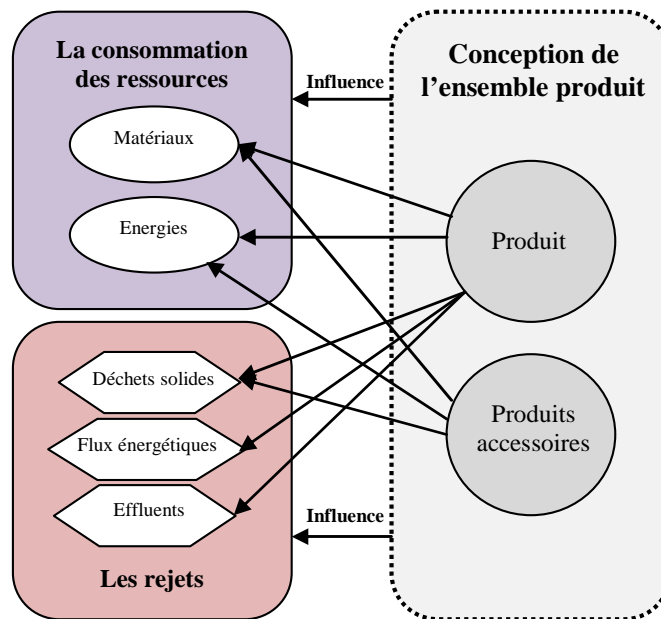 La consommation
des ressources
Matériaux
Energies
Influence
Conception de
l'ensemble produit
Produit
Produits
accessoires
Déchets solides
Flux énergétiques
Effluents
Les rejets
Influence